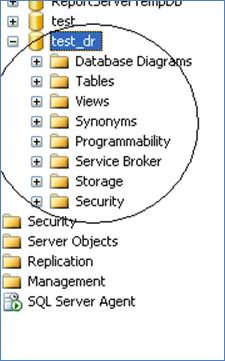 ReportServerTempDb
test
test_dr
Database Diagrams
Tables
Views
Synonyms
Programmability
Service Broker
Storage
Security
Security
Server Objects
Replication
Management
SQL Server Agent